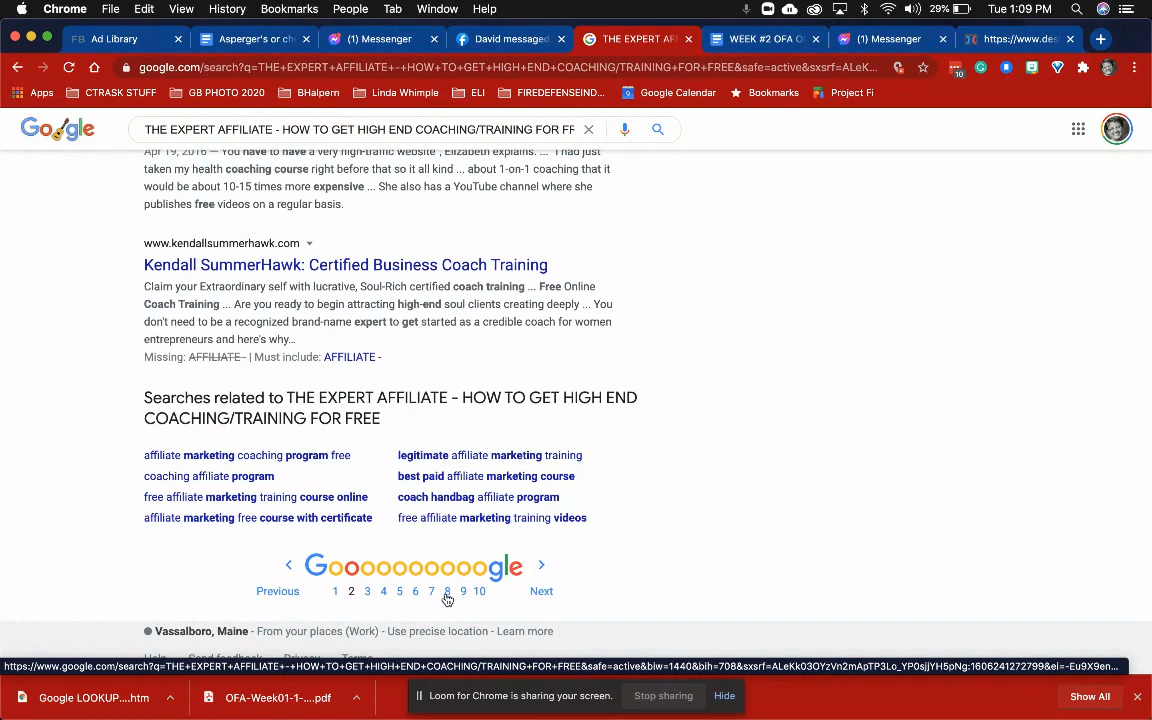 Chrome File Edit View History Bookmarks People Tab Window Help 29% Tue 1:09 PM
FB Ad Library
Asperger's or ch
(1) Messenger
David messaged
THE EXPERT AFF
WEEK #2 OFA O
(1) Messenger
https://www.des
google.com/search?q=THE+EXPERT+AFFILIATE+-+HOW+TO+GET+HIGH+END+COACHING/TRAINING+FOR+FREE&safe=active&sxsrf=ALeK...
10
Apps CTRASK STUFF GB PHOTO 2020 BHalpern Linda Whimple ELI FIREDEFENSEIND... 9 Google Calendar Bookmarks Project Fi
Google
THE EXPERT AFFILIATE - HOW TO GET HIGH END COACHING/TRAINING FOR FF
Apr 19, 2016 — You have to have a very high-traffic website , Elizabeth explains. ... I had just
taken my health coaching course right before that so it all kind ... about 1-on-1 coaching that it
would be about 10-15 times more expensive ... She also has a YouTube channel where she
publishes free videos on a regular basis.
www.kendallsummerhawk.com
Kendall SummerHawk: Certified Business Coach Training
Claim your Extraordinary self with lucrative, Soul-Rich certified coach training ... Free Online
Coach Training ... Are you ready to begin attracting high-end soul clients creating deeply ... You
don't need to be a recognized brand-name expert to get started as a credible coach for women
entrepreneurs and here's why...
Missing: AFFILIATE - | Must include: AFFILIATE -
Searches related to THE EXPERT AFFILIATE - HOW TO GET HIGH END
COACHING/TRAINING FOR FREE
affiliate marketing coaching program free
coaching affiliate program
free affiliate marketing training course online
affiliate marketing free course with certificate
legitimate affiliate marketing training
best paid affiliate marketing course
coach handbag affiliate program
free affiliate marketing training videos
Gooooooooogle
Previous 1 2 3 4 5 6 7 8 9 10 Next
Vassalboro, Maine - From your places (Work) - Use precise location - Learn more
Help Send feedback Privacy Terms
https://www.google.com/search?q=THE+EXPERT+AFFILIATE+-+HOW+TO+GET+HIGH+END+COACHING/TRAINING+FOR+FREE&safe=active&biw=1440&bih=708&sxsrf=ALeKk03OYzVn2mApTP3Lo_YP0sjjYH5pNg:1606241272799&ei=-Eu9X9en...
Google LOOKUP....htm
OFA-Week01-1-....pdf
Loom for Chrome is sharing your screen.
Stop sharing
Hide
Show All